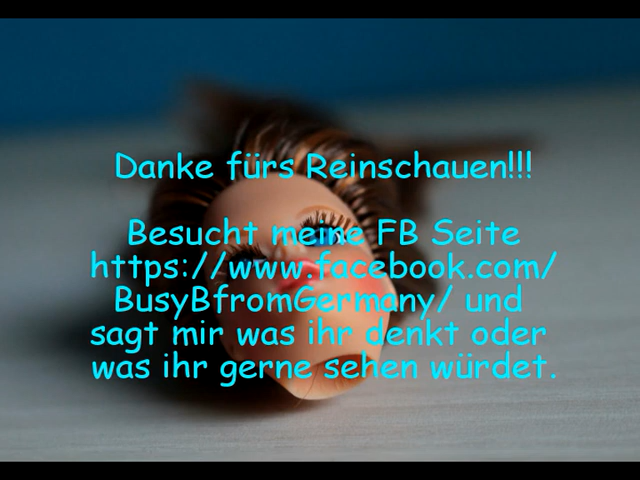 Danke fürs Reinschauen!!!
Besucht meine FB Seite
https://www.facebook.com/
BusyBfromGermany/ und
sagt mir was ihr denkt oder
was ihr gerne sehen würdet.